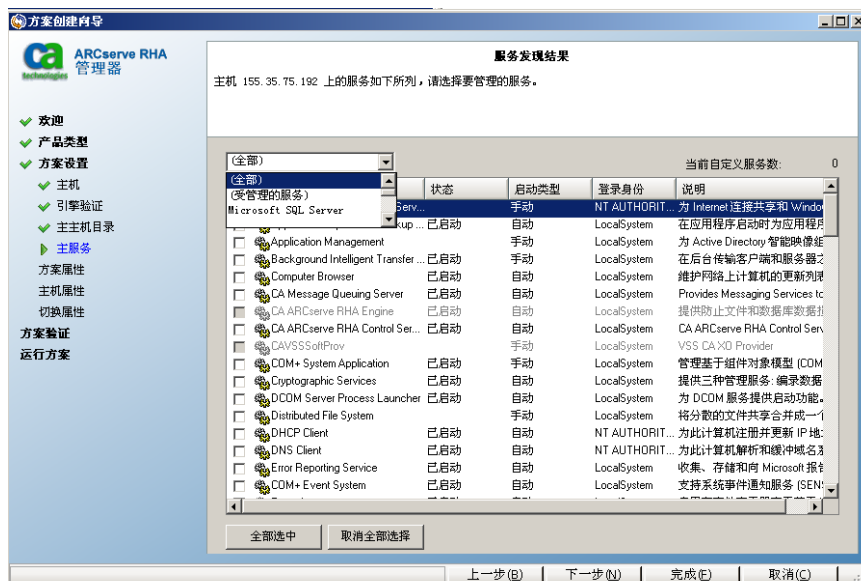 方案创建向导
ca technologies
ARCserve RHA
管理器
服务发现结果
主机 155.35.75.192 上的服务如下所列，请选择要管理的服务。
欢迎
产品类型
方案设置
主机
引擎验证
主主机目录
主服务
方案属性
主机属性
切换属性
方案验证
运行方案
(全部)
当前自定义服务数: 0
(全部)
(受管理的服务)
Microsoft SQL Server
状态 启动类型 登录身份 说明
Serv... 手动 NT AUTHORIT... 为 Internet 连接共享和 Windo
kup ... 已启动 自动 LocalSystem 在应用程序启动时为应用程序
Application Management 手动 LocalSystem 为 Active Directory 智能映像组
Background Intelligent Transfer ... 已启动 手动 LocalSystem 在后台传输客户端和服务器之
Computer Browser 已启动 自动 LocalSystem 维护网络上计算机的更新列表
CA Message Queuing Server 已启动 自动 LocalSystem Provides Messaging Services to
CA ARCserve RHA Engine 已启动 自动 LocalSystem 提供防止文件和数据库数据
CA ARCserve RHA Control Ser... 已启动 自动 LocalSystem CA ARCserve RHA Control Serv
CAVSSSoftProv 手动 LocalSystem VSS CA XO Provider
COM+ System Application 已启动 手动 LocalSystem 管理基于组件对象模型 (COM
Cryptographic Services 已启动 自动 LocalSystem 提供三种管理服务: 编录数据
DCOM Server Process Launcher 已启动 自动 LocalSystem 为 DCOM 服务提供启动功能。
Distributed File System 手动 LocalSystem 将分散的文件共享合并成一个
DHCP Client 已启动 自动 NT AUTHORIT... 为此计算机注册并更新 IP 地
DNS Client 已启动 自动 NT AUTHORIT... 为此计算机解析和缓冲域名系
Error Reporting Service 已启动 自动 LocalSystem 收集、存储和向 Microsoft 报告
COM+ Event System 已启动 自动 LocalSystem 支持系统事件通知服务 (SEN
全部选中 取消全部选择
上一步(B) 下一步(N) 完成(F) 取消(C)